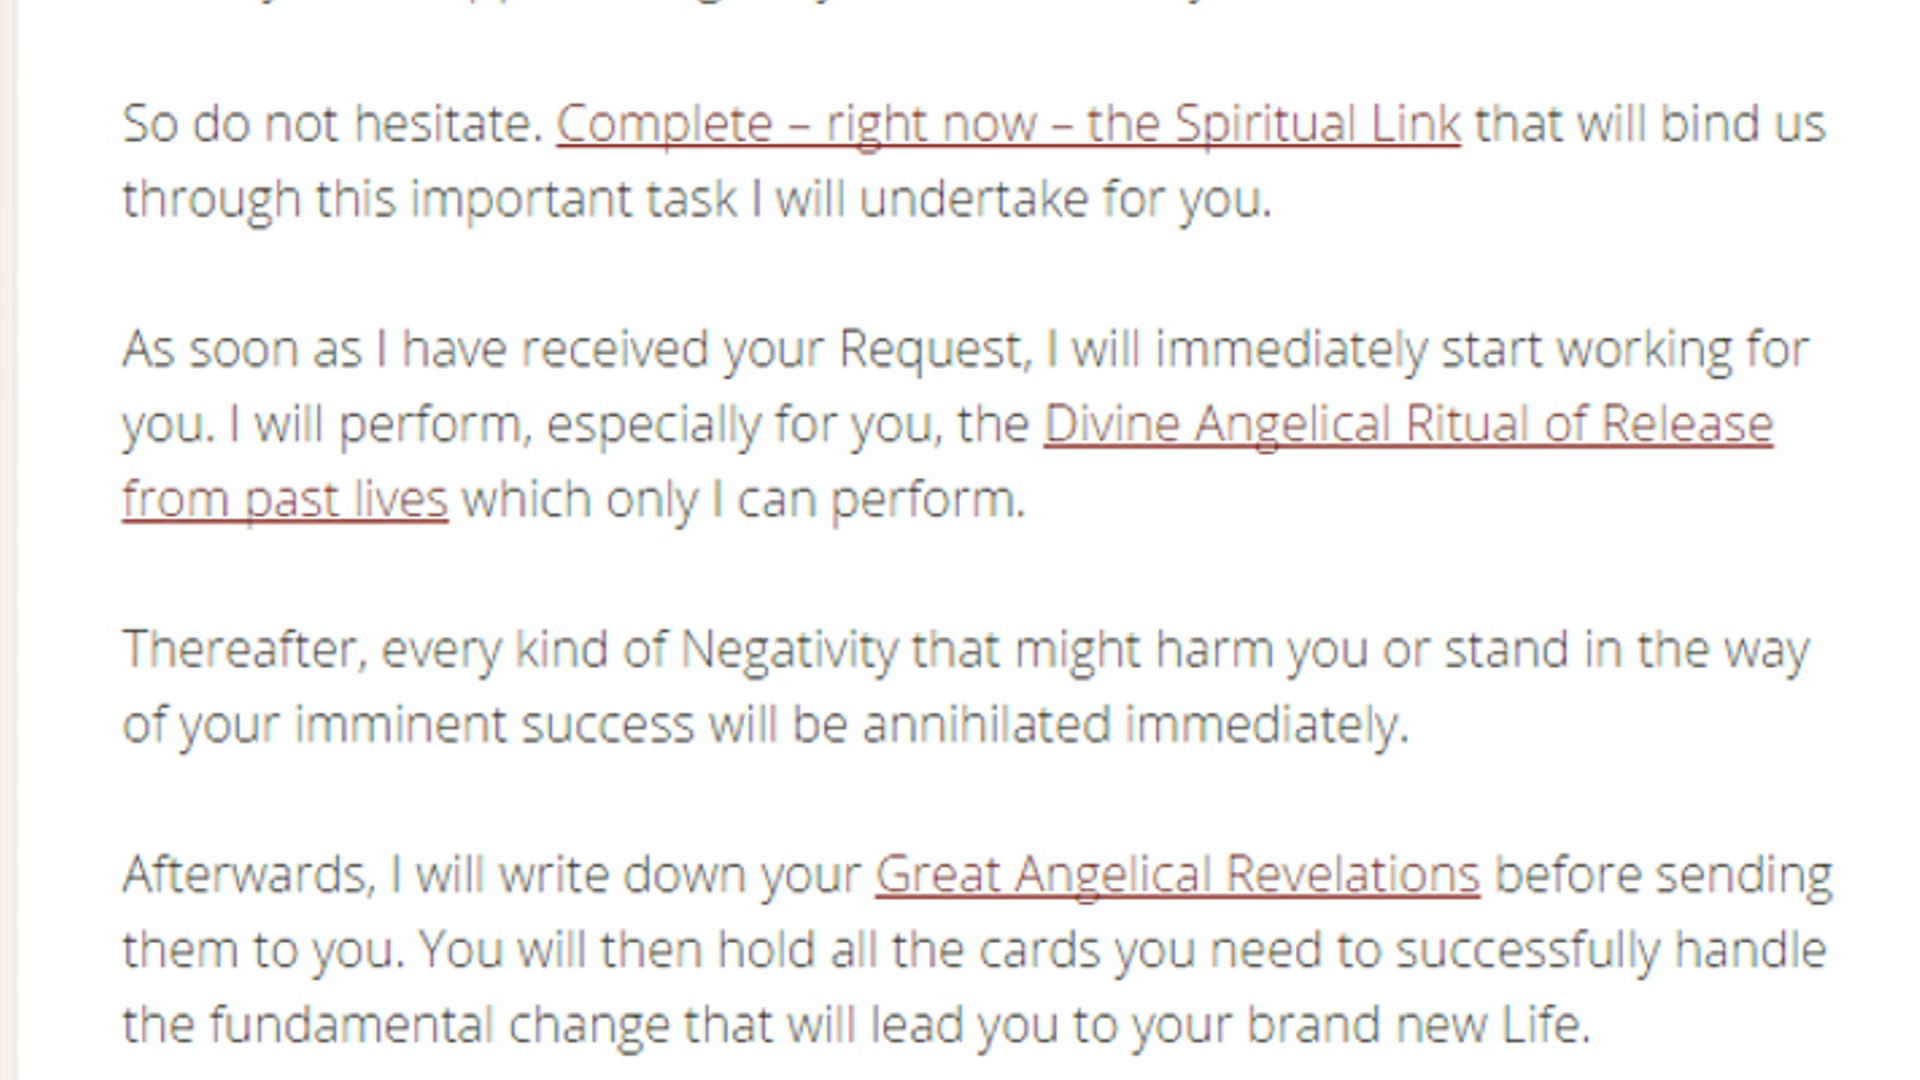 So do not hesitate. Complete – right now – the Spiritual Link that will bind us
through this important task I will undertake for you.
As soon as I have received your Request, I will immediately start working for
you. I will perform, especially for you, the Divine Angelical Ritual of Release
from past lives which only I can perform.
Thereafter, every kind of Negativity that might harm you or stand in the way
of your imminent success will be annihilated immediately.
Afterwards, I will write down your Great Angelical Revelations before sending
them to you. You will then hold all the cards you need to successfully handle
the fundamental change that will lead you to your brand new Life.